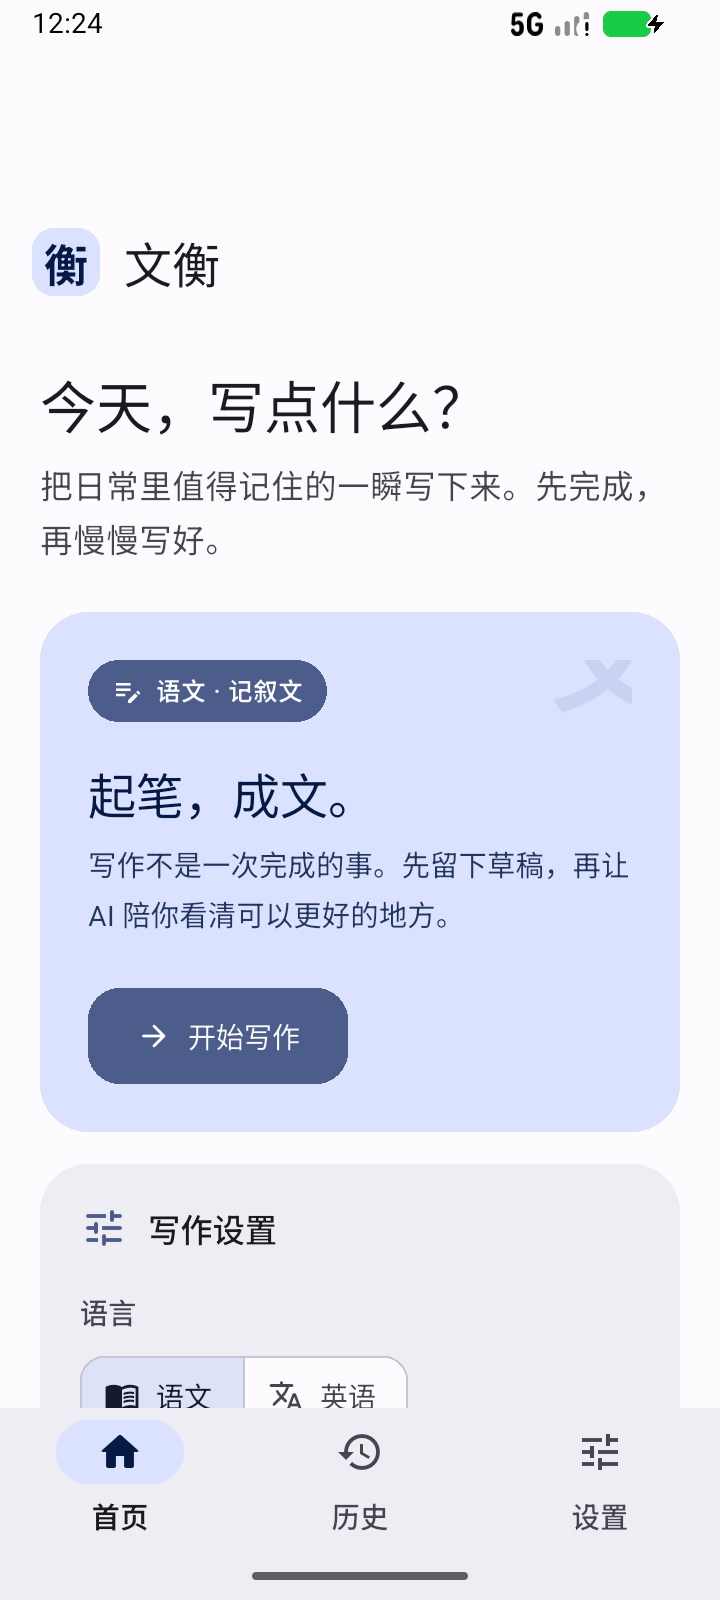 12:24
5G
衡 文衡
今天，写点什么？
把日常里值得记住的一瞬写下来。先完成，
再慢慢写好。
语文 · 记叙文
起笔，成文。
写作不是一次完成的事。先留下草稿，再让
AI 陪你看清可以更好的地方。
开始写作
写作设置
语言
语文 英语
首页 历史 设置